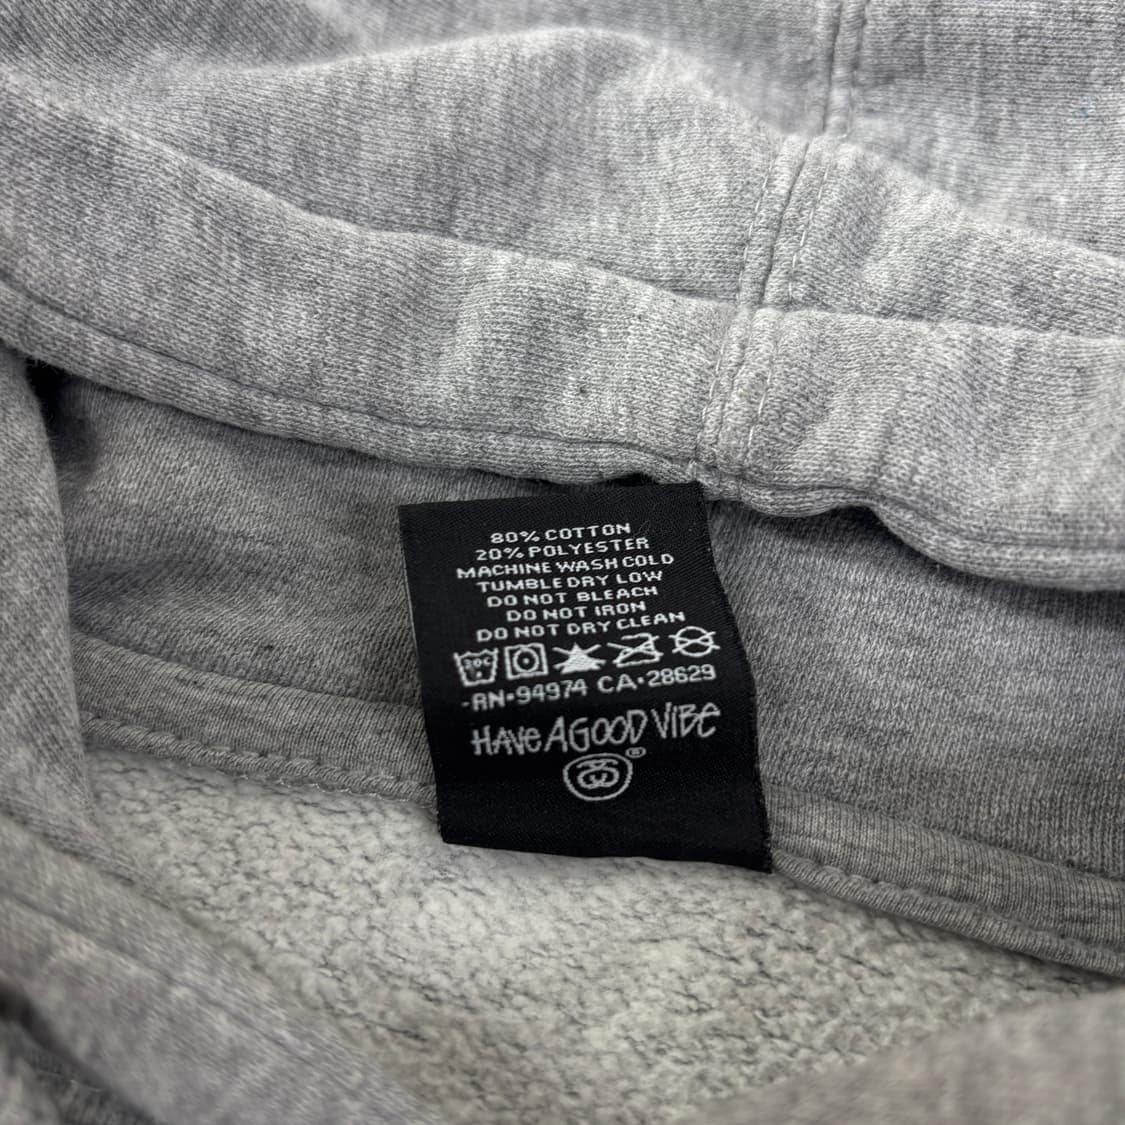 80% COTTON
20% POLYESTER
MACHINE WASH COLD
TUMBLE DRY LOW
DO NOT BLEACH
DO NOT IRON
DO NOT DRY CLEAN
30C
-RN•94974 CA•28629
HAVE A GOOD VIBE
®